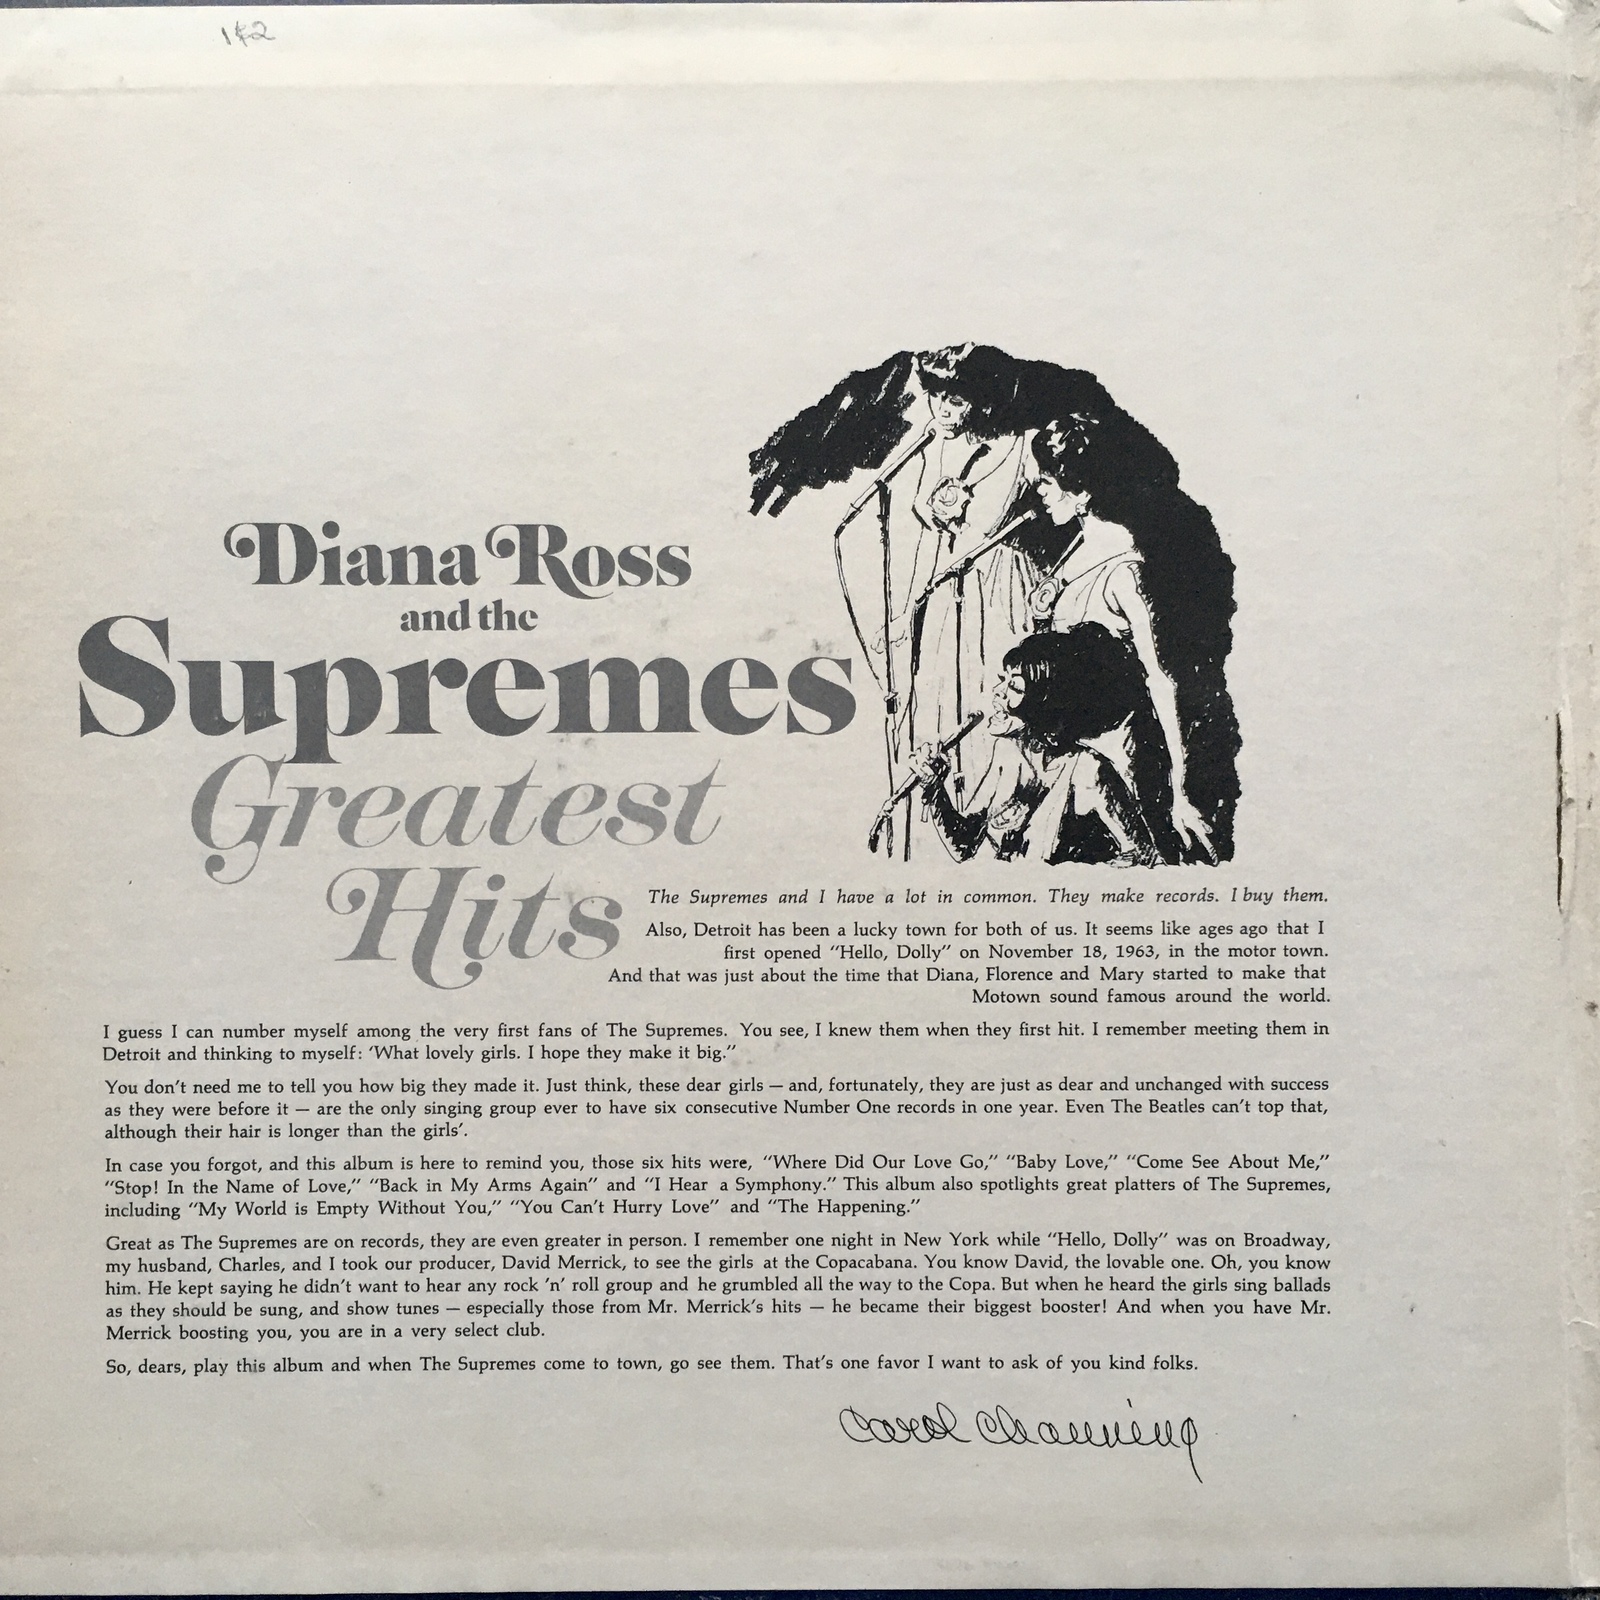 1&2
Diana Ross
and the
Supremes
Greatest
Hits
The Supremes and I have a lot in common. They make records. I buy them.
Also, Detroit has been a lucky town for both of us. It seems like ages ago that I
first opened “Hello, Dolly” on November 18, 1963, in the motor town.
And that was just about the time that Diana, Florence and Mary started to make that
Motown sound famous around the world.
I guess I can number myself among the very first fans of The Supremes. You see, I knew them when they first hit. I remember meeting them in
Detroit and thinking to myself: ‘What lovely girls. I hope they make it big.”
You don’t need me to tell you how big they made it. Just think, these dear girls — and, fortunately, they are just as dear and unchanged with success
as they were before it — are the only singing group ever to have six consecutive Number One records in one year. Even The Beatles can’t top that,
although their hair is longer than the girls’.
In case you forgot, and this album is here to remind you, those six hits were, “Where Did Our Love Go,” “Baby Love,” “Come See About Me,”
“Stop! In the Name of Love,” “Back in My Arms Again” and “I Hear a Symphony.” This album also spotlights great platters of The Supremes,
including “My World is Empty Without You,” “You Can’t Hurry Love” and “The Happening.”
Great as The Supremes are on records, they are even greater in person. I remember one night in New York while “Hello, Dolly” was on Broadway,
my husband, Charles, and I took our producer, David Merrick, to see the girls at the Copacabana. You know David, the lovable one. Oh, you know
him. He kept saying he didn’t want to hear any rock ’n’ roll group and he grumbled all the way to the Copa. But when he heard the girls sing ballads
as they should be sung, and show tunes — especially those from Mr. Merrick’s hits — he became their biggest booster! And when you have Mr.
Merrick boosting you, you are in a very select club.
So, dears, play this album and when The Supremes come to town, go see them. That’s one favor I want to ask of you kind folks.
Carol Channing